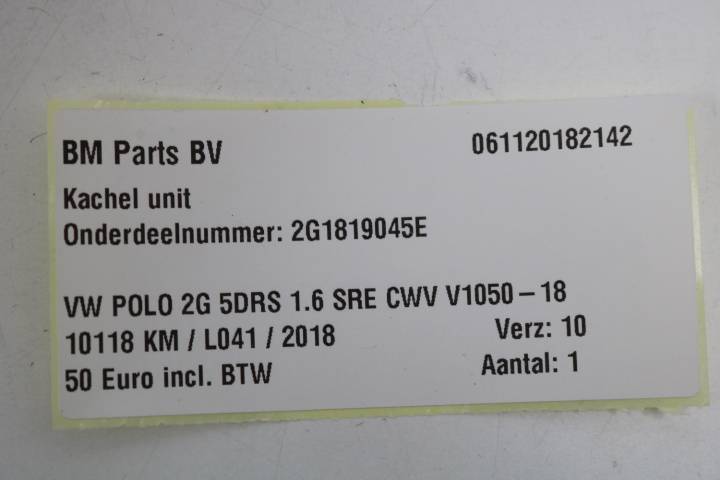 BM Parts BV 061120182142
Kachel unit
Onderdeelnummer: 2G1819045E
VW POLO 2G 5DRS 1.6 SRE CWV V1050-18
10118 KM / L041 / 2018 Verz: 10
50 Euro incl. BTW Aantal: 1